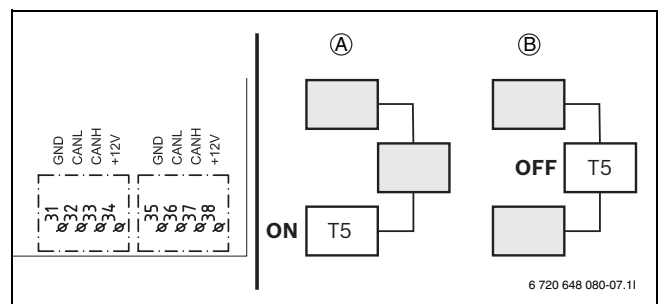 GND CANL CANH +12V GND CANL CANH +12V
31 32 33 34 35 36 37 38
A B
OFF T5
ON T5
6 720 648 080-07.1I